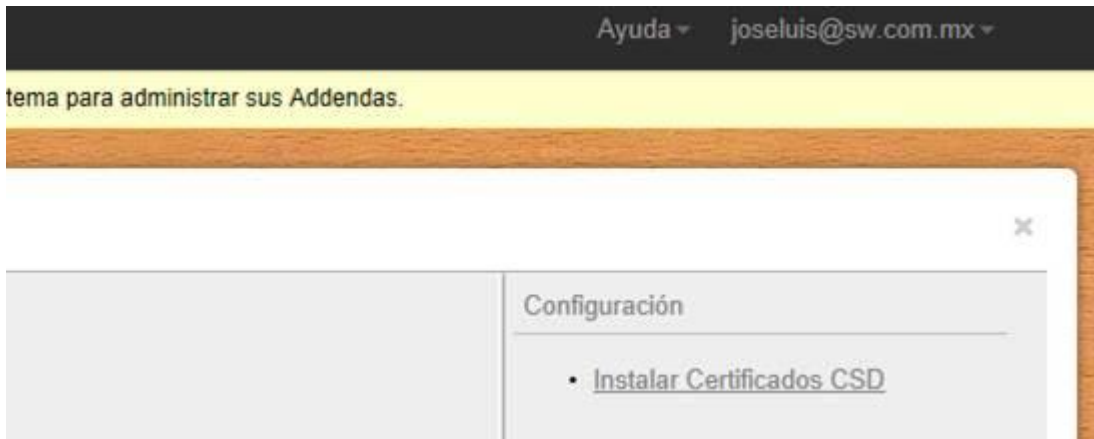 Ayuda joseluis@sw.com.mx
tema para administrar sus Addendas.
Configuración
• Instalar Certificados CSD